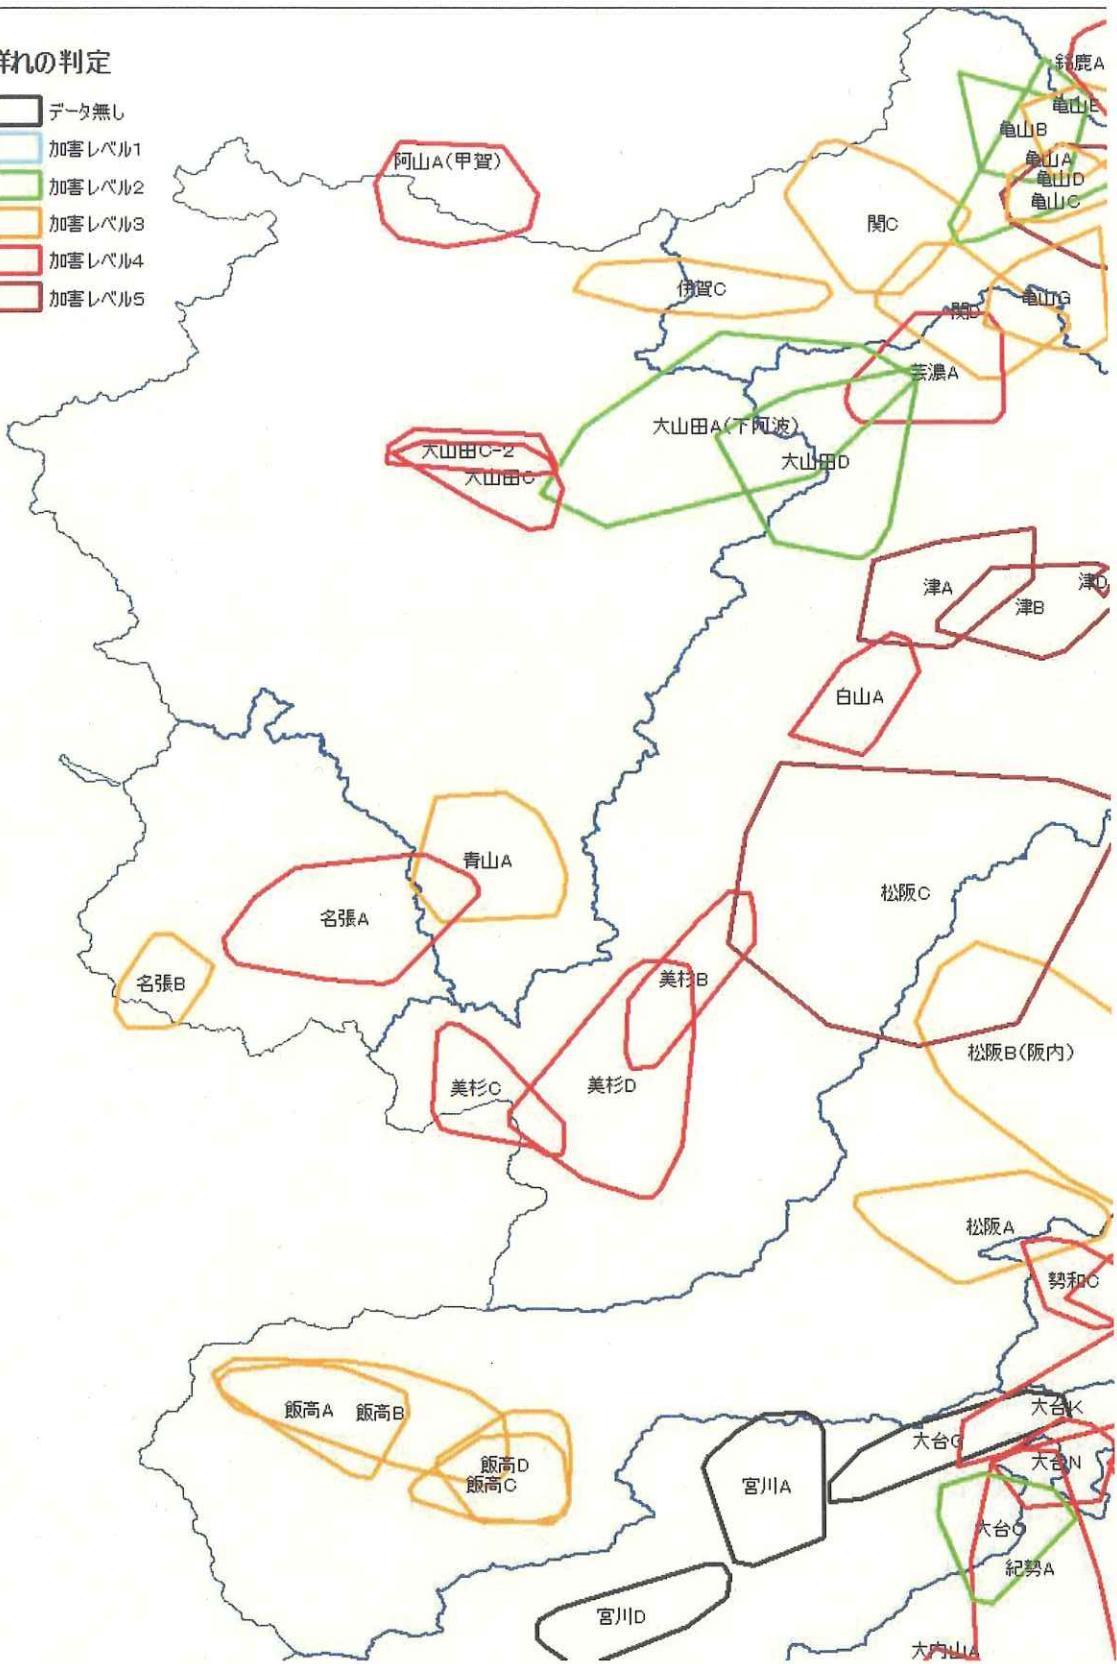 群れの判定
データ無し
加害レベル1
加害レベル2
加害レベル3
加害レベル4
加害レベル5
鈴鹿A
亀山E
亀山B
亀山A
亀山D
亀山C
阿山A(甲賀)
関C
伊賀C
亀山G
関D
芸濃A
大山田A(下阿波)
大山田C-2
大山田D
大山田C
津A
津B
津D
白山A
青山A
松阪C
名張A
名張B
美杉B
松阪B(阪内)
美杉C
美杉D
松阪A
勢和C
飯高A
飯高B
大台K
大台G
飯高D
大台N
飯高C
宮川A
大台O
紀勢A
宮川D
大内山A